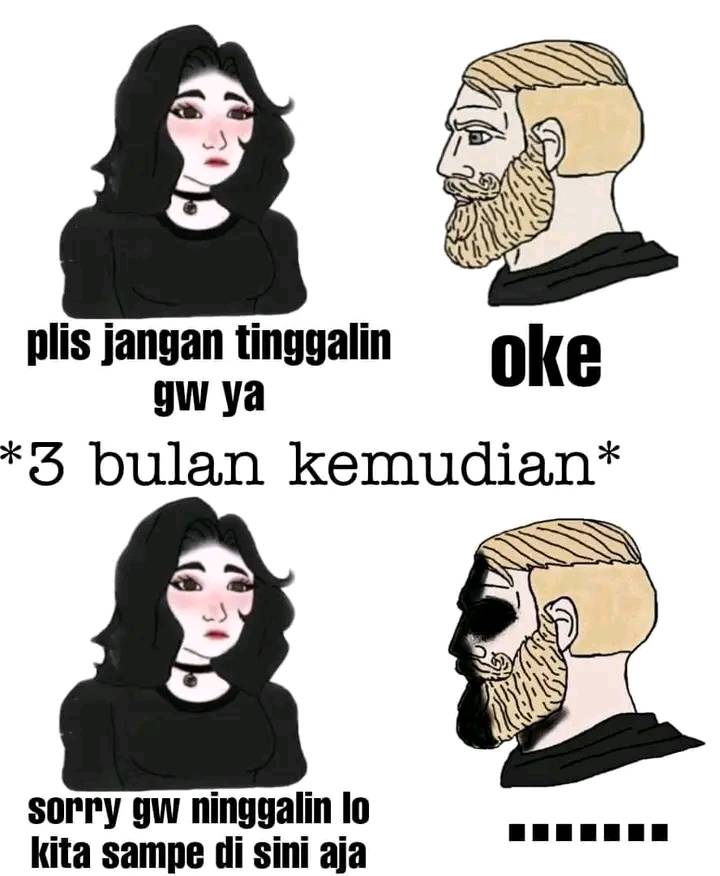 plis jangan tinggalin
gw ya
oke
*3 bulan kemudian*
sorry gw ninggalin lo
kita sampe di sini aja
.......